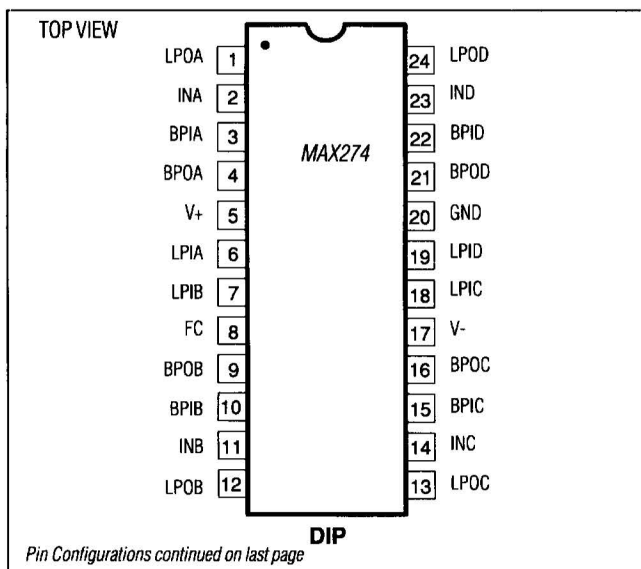 TOP VIEW
LPOA 1 24 LPOD
INA 2 23 IND
BPIA 3 22 BPID
MAX274
BPOA 4 21 BPOD
V+ 5 20 GND
LPIA 6 19 LPID
LPIB 7 18 LPIC
FC 8 17 V-
BPOB 9 16 BPOC
BPIB 10 15 BPIC
INB 11 14 INC
LPOB 12 13 LPOC
DIP
Pin Configurations continued on last page